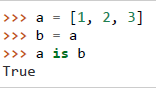 >>> a = [1, 2, 3]
>>> b = a
>>> a is b
True